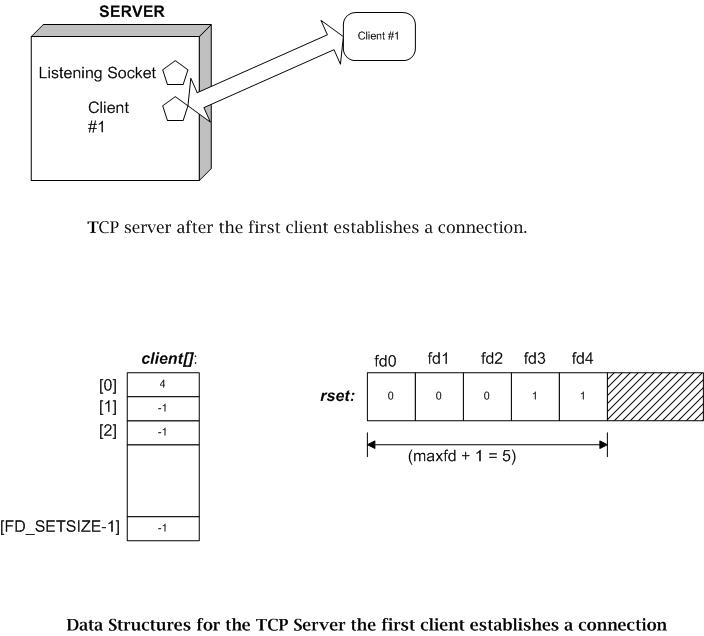 SERVER
Client #1
Listening Socket
Client
#1
TCP server after the first client establishes a connection.
client[]:
[0] 4
[1] -1
[2] -1
[FD_SETSIZE-1] -1
fd0 fd1 fd2 fd3 fd4
rset: 0 0 0 1 1
(maxfd + 1 = 5)
Data Structures for the TCP Server the first client establishes a connection